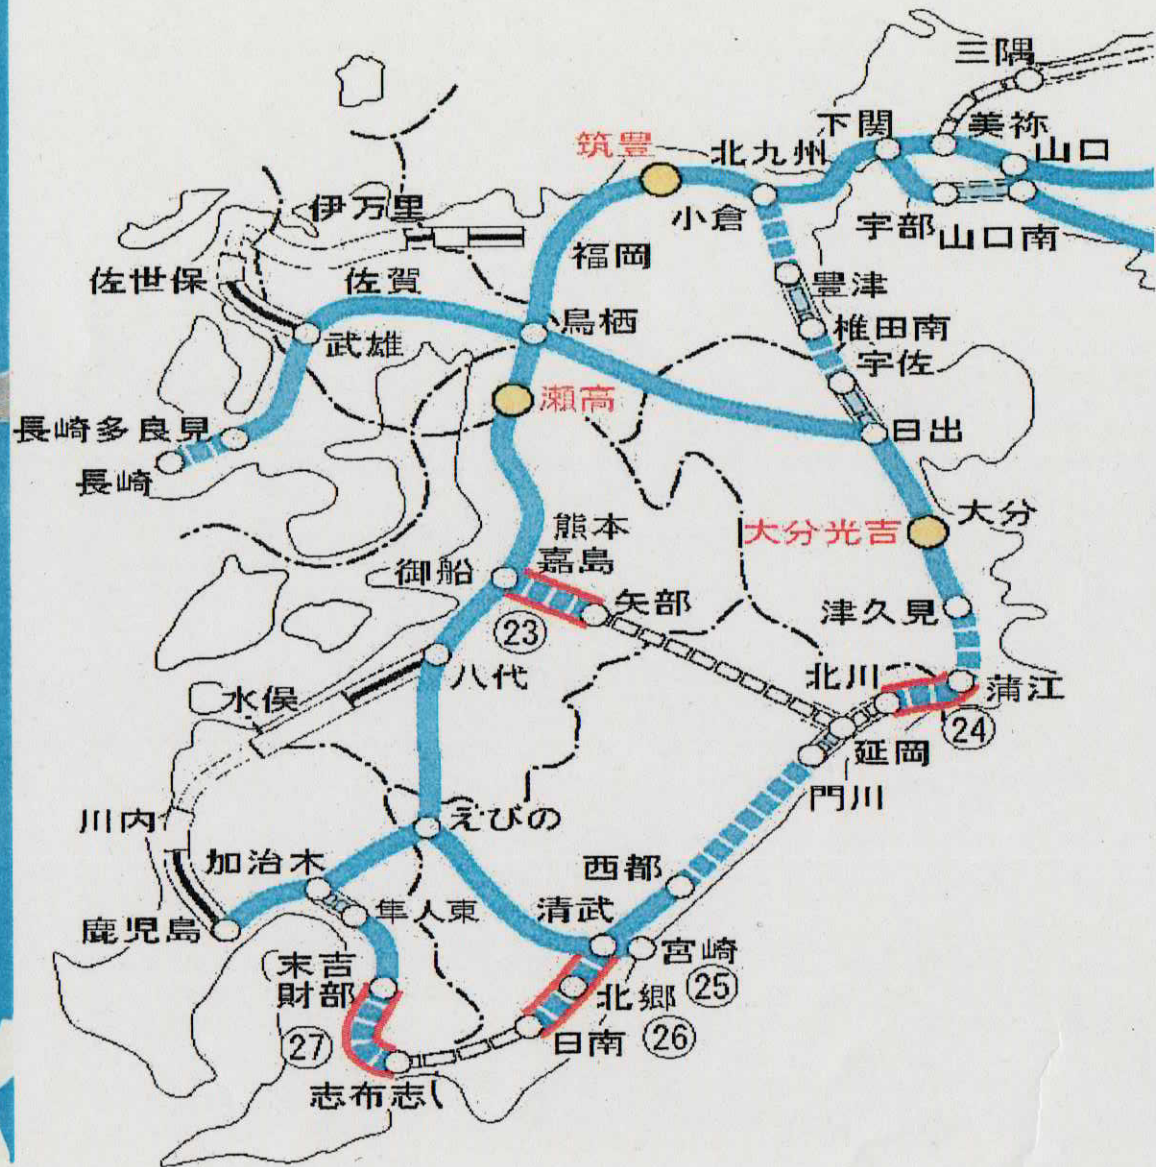 三隅
下関
美祢
山口
筑豊
北九州
小倉
宇部
山口南
伊万里
福岡
佐世保
佐賀
豊津
鳥栖
椎田南
武雄
宇佐
瀬高
長崎多良見
日出
長崎
大分
大分光吉
熊本
嘉島
御船
矢部
津久見
㉓
北川
蒲江
八代
水俣
㉔
延岡
門川
川内
えびの
加治木
西都
隼人東
清武
鹿児島
宮崎
末吉
財部
北郷
㉕
日南
㉖
㉗
志布志